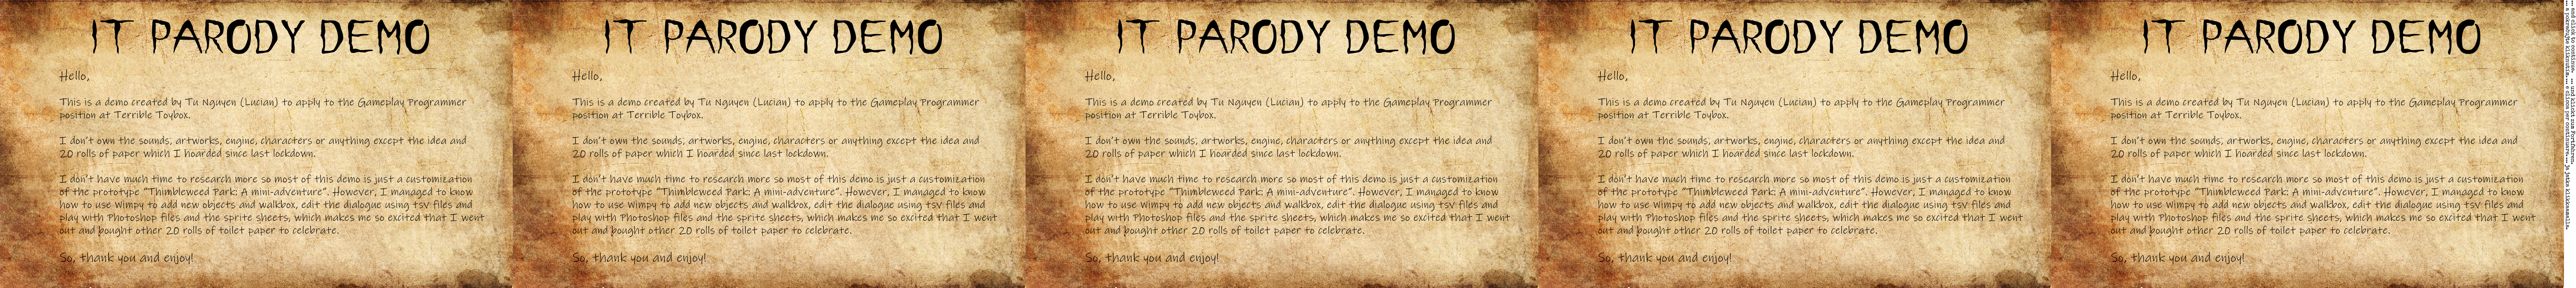 IT PARODY DEMO
Hello,
This is a demo created by Tu Nguyen (Lucian) to apply to the Gameplay Programmer
position at Terrible Toybox.
I don't own the sounds, artworks, engine, characters or anything except the idea and
20 rolls of paper which I hoarded since last lockdown.
I don't have much time to research more so most of this demo is just a customization
of the prototype "Thimbleweed Park: A mini-adventure". However, I managed to know
how to use Wimpy to add new objects and walkbox, edit the dialogue using tsv files and
play with Photoshop files and the sprite sheets, which makes me so excited that I went
out and bought other 20 rolls of toilet paper to celebrate.
So, thank you and enjoy!
IT PARODY DEMO
Hello,
This is a demo created by Tu Nguyen (Lucian) to apply to the Gameplay Programmer
position at Terrible Toybox.
I don't own the sounds, artworks, engine, characters or anything except the idea and
20 rolls of paper which I hoarded since last lockdown.
I don't have much time to research more so most of this demo is just a customization
of the prototype "Thimbleweed Park: A mini-adventure". However, I managed to know
how to use Wimpy to add new objects and walkbox, edit the dialogue using tsv files and
play with Photoshop files and the sprite sheets, which makes me so excited that I went
out and bought other 20 rolls of toilet paper to celebrate.
So, thank you and enjoy!
IT PARODY DEMO
Hello,
This is a demo created by Tu Nguyen (Lucian) to apply to the Gameplay Programmer
position at Terrible Toybox.
I don't own the sounds, artworks, engine, characters or anything except the idea and
20 rolls of paper which I hoarded since last lockdown.
I don't have much time to research more so most of this demo is just a customization
of the prototype "Thimbleweed Park: A mini-adventure". However, I managed to know
how to use Wimpy to add new objects and walkbox, edit the dialogue using tsv files and
play with Photoshop files and the sprite sheets, which makes me so excited that I went
out and bought other 20 rolls of toilet paper to celebrate.
So, thank you and enjoy!
IT PARODY DEMO
Hello,
This is a demo created by Tu Nguyen (Lucian) to apply to the Gameplay Programmer
position at Terrible Toybox.
I don't own the sounds, artworks, engine, characters or anything except the idea and
20 rolls of paper which I hoarded since last lockdown.
I don't have much time to research more so most of this demo is just a customization
of the prototype "Thimbleweed Park: A mini-adventure". However, I managed to know
how to use Wimpy to add new objects and walkbox, edit the dialogue using tsv files and
play with Photoshop files and the sprite sheets, which makes me so excited that I went
out and bought other 20 rolls of toilet paper to celebrate.
So, thank you and enjoy!
IT PARODY DEMO
Hello,
This is a demo created by Tu Nguyen (Lucian) to apply to the Gameplay Programmer
position at Terrible Toybox.
I don't own the sounds, artworks, engine, characters or anything except the idea and
20 rolls of paper which I hoarded since last lockdown.
I don't have much time to research more so most of this demo is just a customization
of the prototype "Thimbleweed Park: A mini-adventure". However, I managed to know
how to use Wimpy to add new objects and walkbox, edit the dialogue using tsv files and
play with Photoshop files and the sprite sheets, which makes me so excited that I went
out and bought other 20 rolls of toilet paper to celebrate.
So, thank you and enjoy!
... and click to continue. ... und klickt zum Fortfahren.
... a pokračujte kliknutím. ... e clicca per continuare. ... ja jatka klikkaamalla